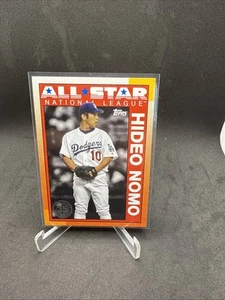 ALL STAR
NATIONAL LEAGUE
Topps
HIDEO NOMO
Dodgers
10